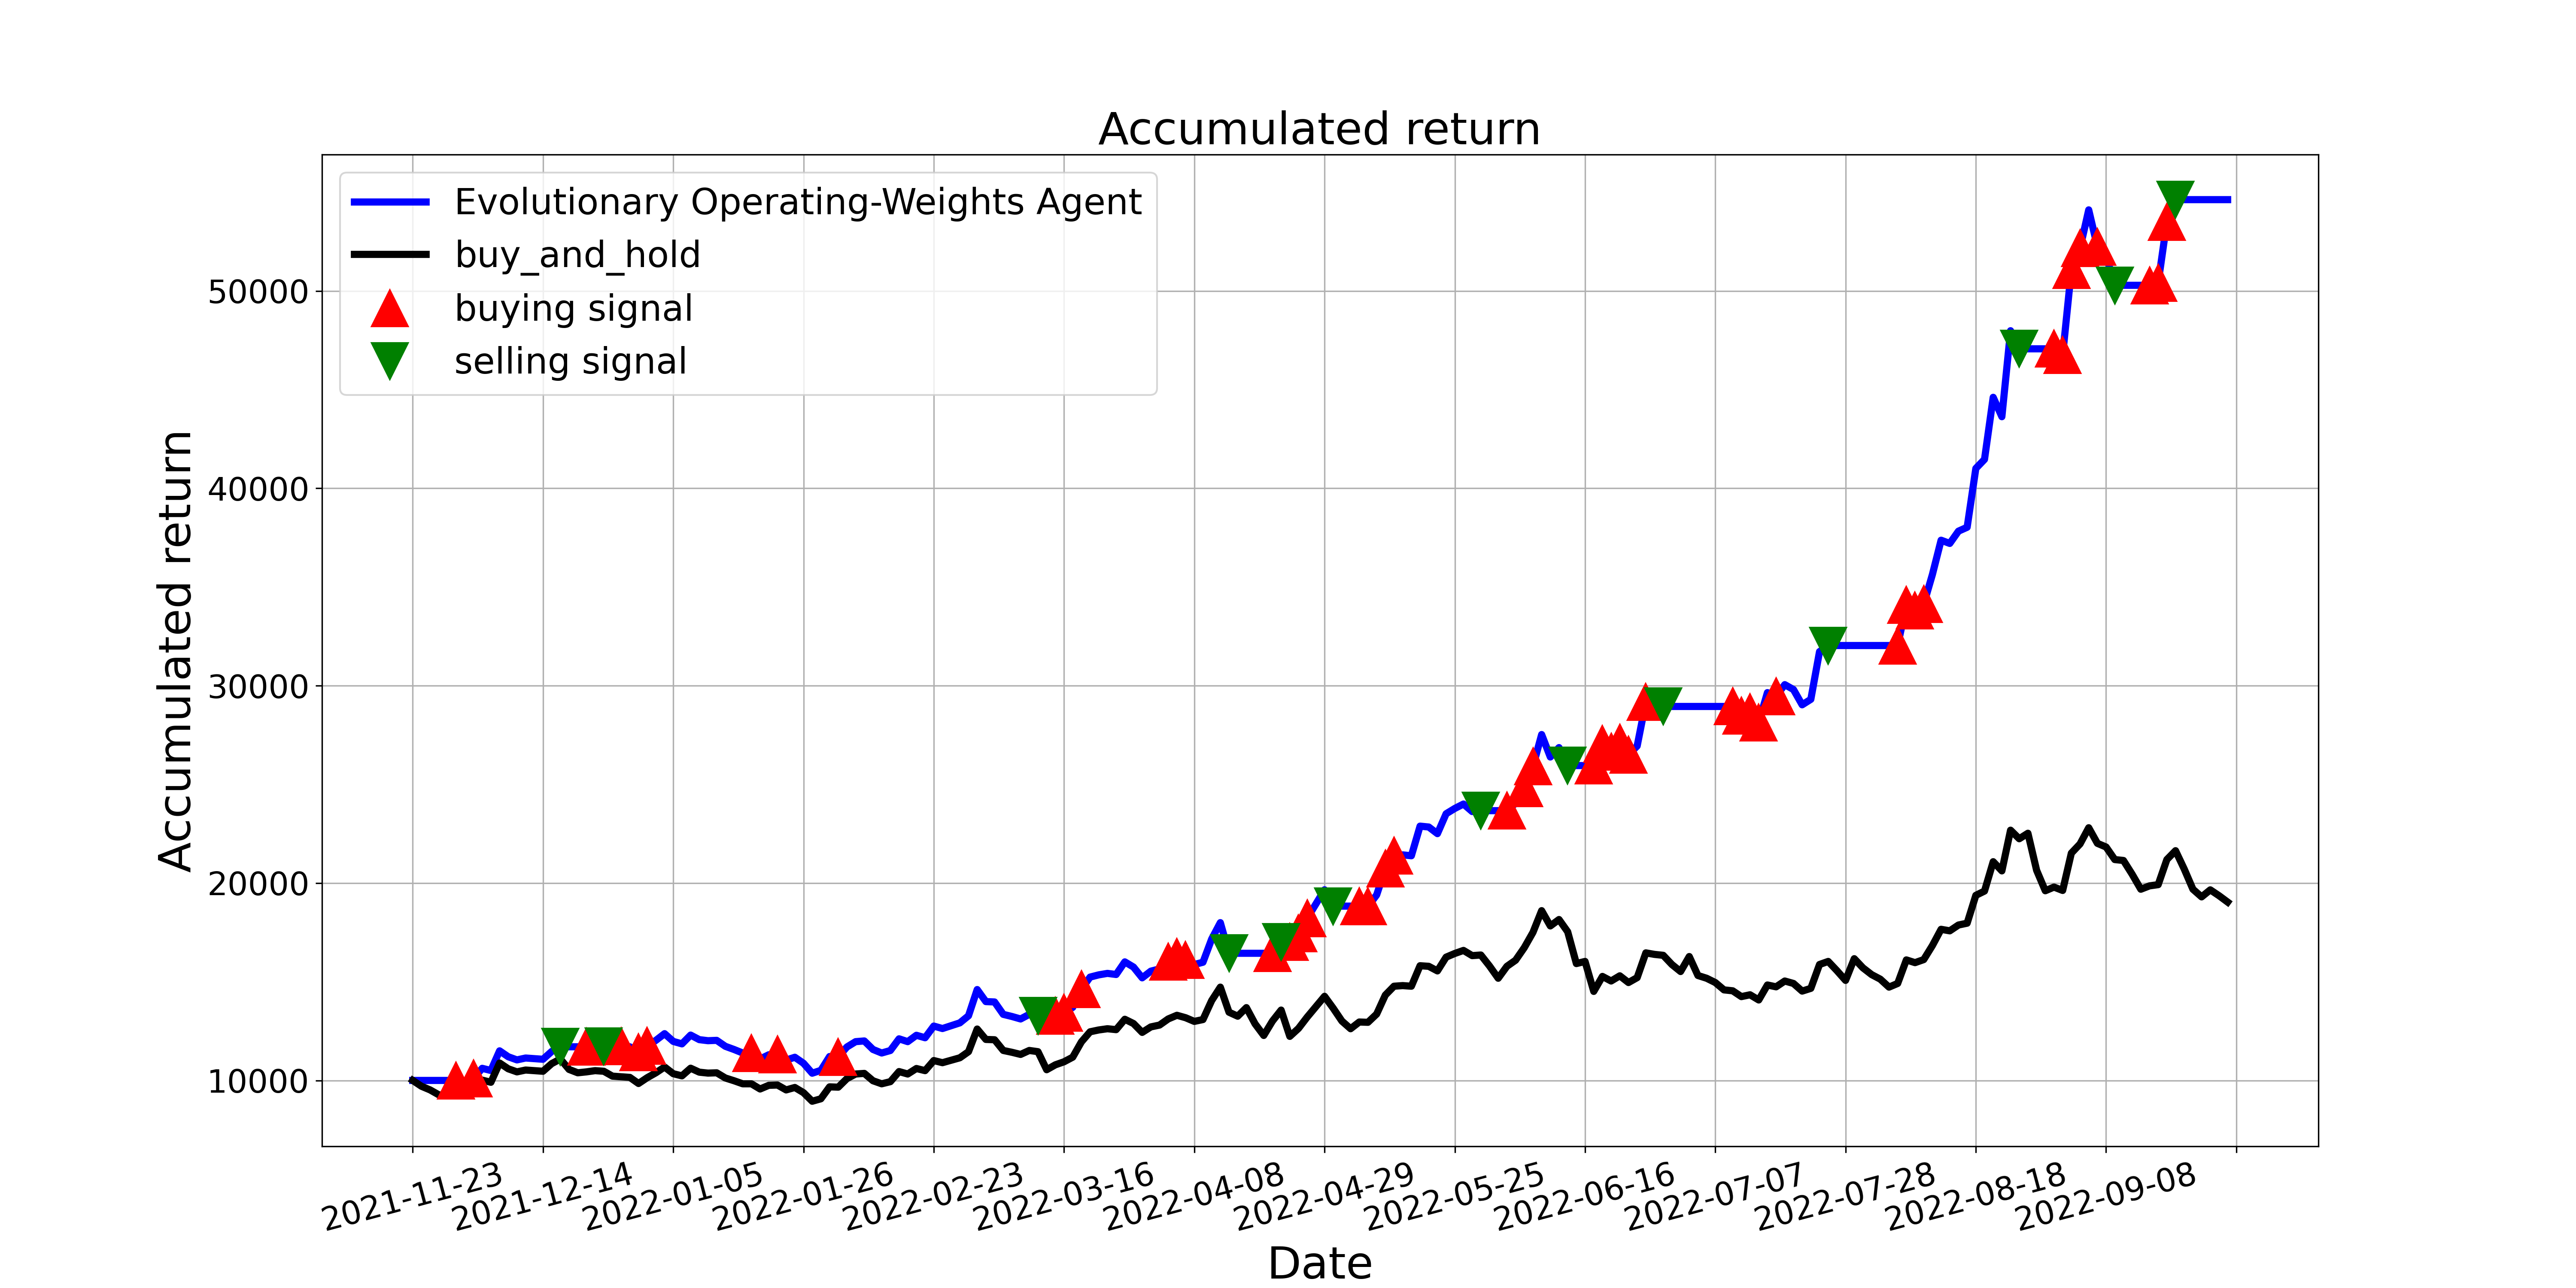 Accumulated return
Evolutionary Operating-Weights Agent
buy_and_hold
buying signal
selling signal
Accumulated return
50000
40000
30000
20000
10000
2021-11-23
2021-12-14
2022-01-05
2022-01-26
2022-02-23
2022-03-16
2022-04-08
2022-04-29
2022-05-25
2022-06-16
2022-07-07
2022-07-28
2022-08-18
2022-09-08
Date